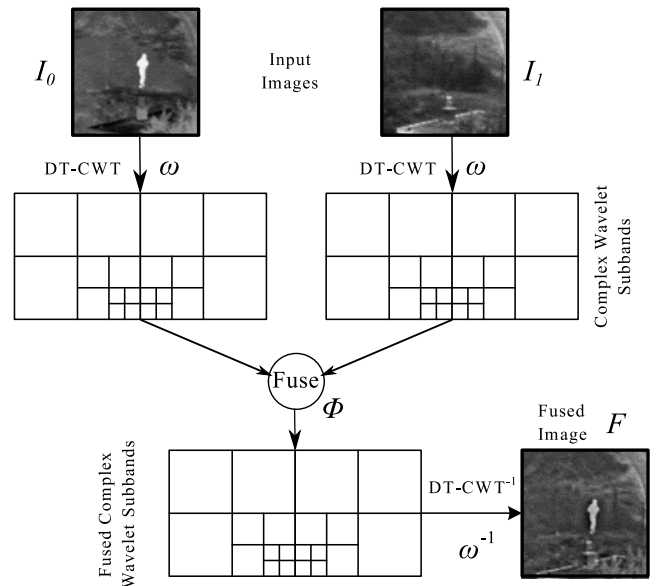 I0
Input
Images
I1
DT-CWT ω
DT-CWT ω
Complex Wavelet
Subbands
Fuse
Φ
Fused
Image F
Fused Complex
Wavelet Subbands
DT-CWT-1
ω-1